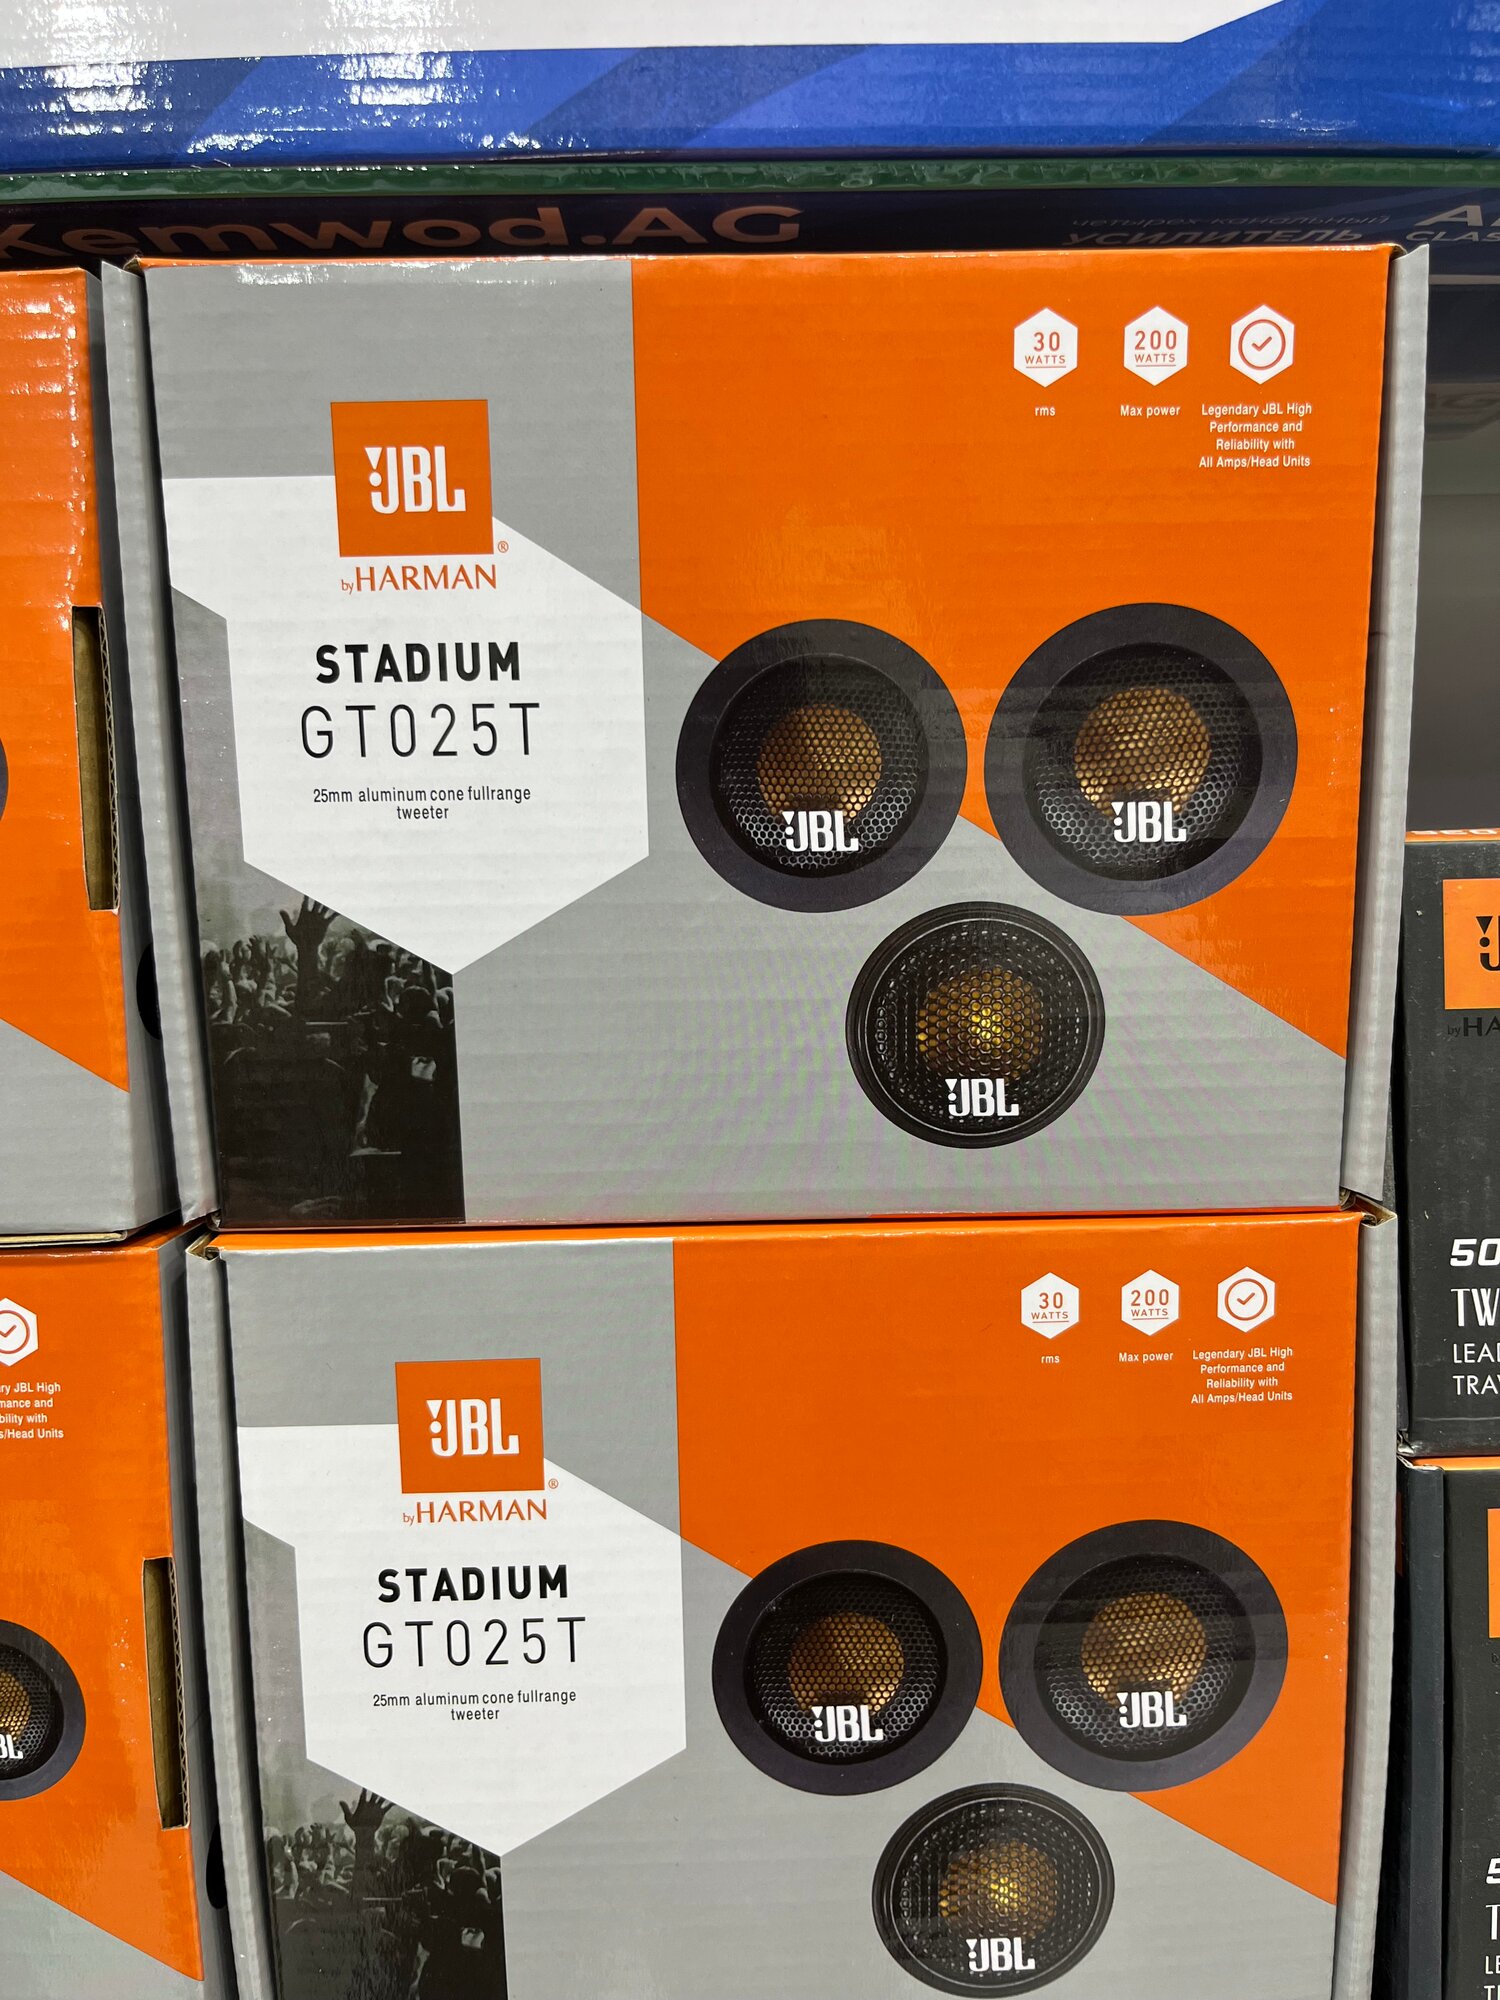 Kemwod.AG
четырех канальный
УСИЛИТЕЛЬ
30
WATTS
rms
200
WATTS
Max power
Legendary JBL High
Performance and
Reliability with
All Amps/Head Units
JBL
®
by HARMAN
STADIUM
GT025T
25mm aluminum cone fullrange
tweeter
JBL
JBL
JBL
30
WATTS
rms
200
WATTS
Max power
Legendary JBL High
Performance and
Reliability with
All Amps/Head Units
JBL
®
by HARMAN
STADIUM
GT025T
25mm aluminum cone fullrange
tweeter
JBL
JBL
JBL